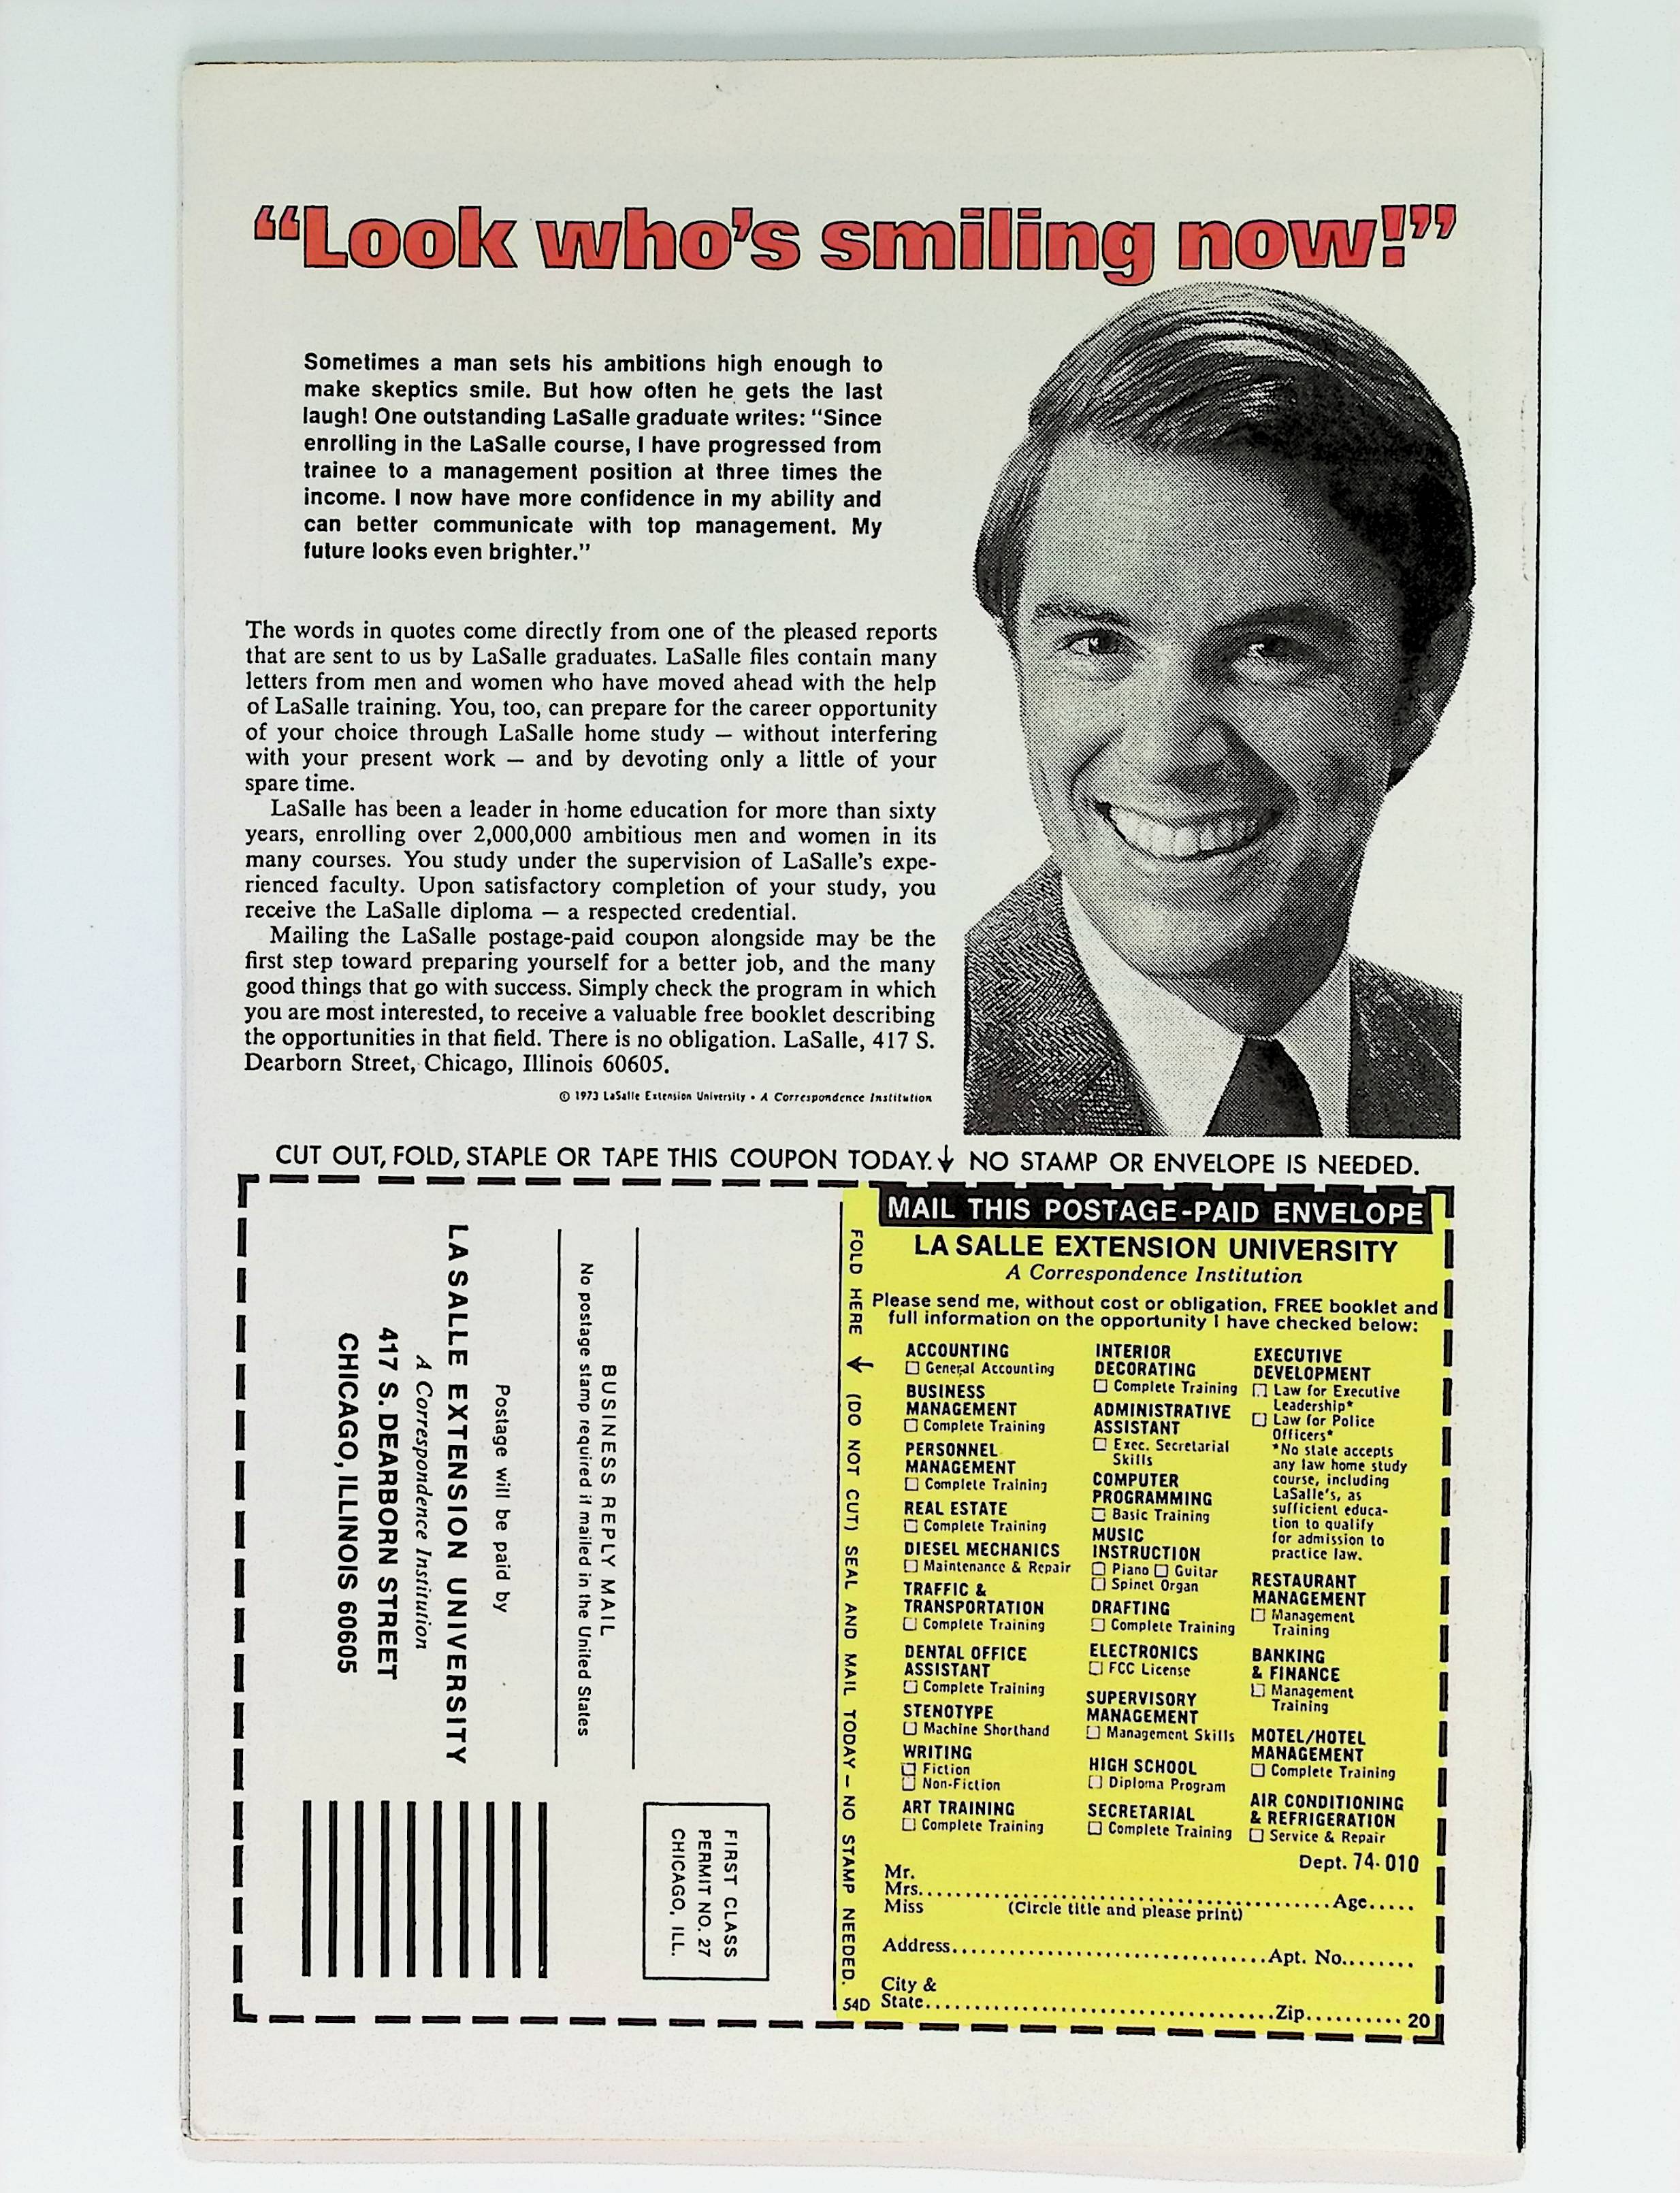 “Look who’s smiling now!”
Sometimes a man sets his ambitions high enough to
make skeptics smile. But how often he gets the last
laugh! One outstanding LaSalle graduate writes: “Since
enrolling in the LaSalle course, I have progressed from
trainee to a management position at three times the
income. I now have more confidence in my ability and
can better communicate with top management. My
future looks even brighter.”
The words in quotes come directly from one of the pleased reports
that are sent to us by LaSalle graduates. LaSalle files contain many
letters from men and women who have moved ahead with the help
of LaSalle training. You, too, can prepare for the career opportunity
of your choice through LaSalle home study — without interfering
with your present work — and by devoting only a little of your
spare time.
LaSalle has been a leader in home education for more than sixty
years, enrolling over 2,000,000 ambitious men and women in its
many courses. You study under the supervision of LaSalle’s expe-
rienced faculty. Upon satisfactory completion of your study, you
receive the LaSalle diploma — a respected credential.
Mailing the LaSalle postage-paid coupon alongside may be the
first step toward preparing yourself for a better job, and the many
good things that go with success. Simply check the program in which
you are most interested, to receive a valuable free booklet describing
the opportunities in that field. There is no obligation. LaSalle, 417 S.
Dearborn Street, Chicago, Illinois 60605.
© 1973 LaSalle Extension University • A Correspondence Institution
CUT OUT, FOLD, STAPLE OR TAPE THIS COUPON TODAY. ↓ NO STAMP OR ENVELOPE IS NEEDED.
FIRST CLASS
PERMIT NO. 27
CHICAGO, ILL.
BUSINESS REPLY MAIL
No postage stamp required if mailed in the United States
Postage will be paid by
LA SALLE EXTENSION UNIVERSITY
A Correspondence Institution
417 S. DEARBORN STREET
CHICAGO, ILLINOIS 60605
FOLD HERE ↓ (DO NOT CUT) SEAL AND MAIL TODAY — NO STAMP NEEDED.
54D
MAIL THIS POSTAGE-PAID ENVELOPE
LA SALLE EXTENSION UNIVERSITY
A Correspondence Institution
Please send me, without cost or obligation, FREE booklet and
full information on the opportunity I have checked below:
ACCOUNTING
☐ General Accounting
BUSINESS
MANAGEMENT
☐ Complete Training
PERSONNEL
MANAGEMENT
☐ Complete Training
REAL ESTATE
☐ Complete Training
DIESEL MECHANICS
☐ Maintenance & Repair
TRAFFIC &
TRANSPORTATION
☐ Complete Training
DENTAL OFFICE
ASSISTANT
☐ Complete Training
STENOTYPE
☐ Machine Shorthand
WRITING
☐ Fiction
☐ Non-Fiction
ART TRAINING
☐ Complete Training
INTERIOR
DECORATING
☐ Complete Training
ADMINISTRATIVE
ASSISTANT
☐ Exec. Secretarial
Skills
COMPUTER
PROGRAMMING
☐ Basic Training
MUSIC
INSTRUCTION
☐ Piano ☐ Guitar
☐ Spinet Organ
DRAFTING
☐ Complete Training
ELECTRONICS
☐ FCC License
SUPERVISORY
MANAGEMENT
☐ Management Skills
HIGH SCHOOL
☐ Diploma Program
SECRETARIAL
☐ Complete Training
EXECUTIVE
DEVELOPMENT
☐ Law for Executive
Leadership*
☐ Law for Police
Officers*
*No state accepts
any law home study
course, including
LaSalle’s, as
sufficient educa-
tion to qualify
for admission to
practice law.
RESTAURANT
MANAGEMENT
☐ Management
Training
BANKING
& FINANCE
☐ Management
Training
MOTEL/HOTEL
MANAGEMENT
☐ Complete Training
AIR CONDITIONING
& REFRIGERATION
☐ Service & Repair
Dept. 74-010
Mr.
Mrs. Age
Miss (Circle title and please print)
Address Apt. No.
City &
State Zip 20